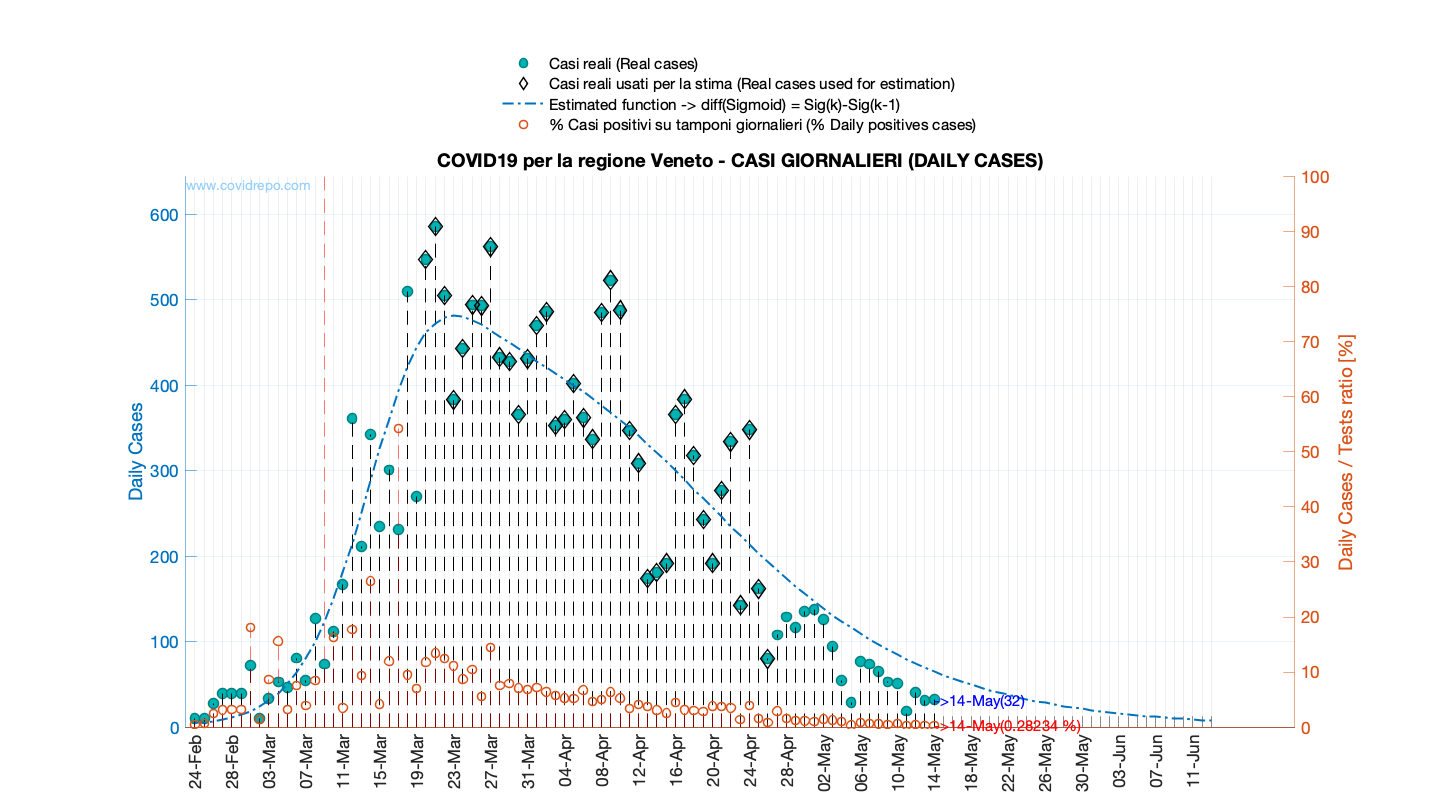 Casi reali (Real cases)
Casi reali usati per la stima (Real cases used for estimation)
Estimated function -> diff(Sigmoid) = Sig(k)-Sig(k-1)
% Casi positivi su tamponi giornalieri (% Daily positives cases)
COVID19 per la regione Veneto - CASI GIORNALIERI (DAILY CASES)
www.covidrepo.com
Daily Cases
600
500
400
300
200
100
0
100
90
80
70
60
50
40
30
20
10
0
Daily Cases / Tests ratio [%]
>14-May(32)
>14-May(0.28234 %)
24-Feb
28-Feb
03-Mar
07-Mar
11-Mar
15-Mar
19-Mar
23-Mar
27-Mar
31-Mar
04-Apr
08-Apr
12-Apr
16-Apr
20-Apr
24-Apr
28-Apr
02-May
06-May
10-May
14-May
18-May
22-May
26-May
30-May
03-Jun
07-Jun
11-Jun